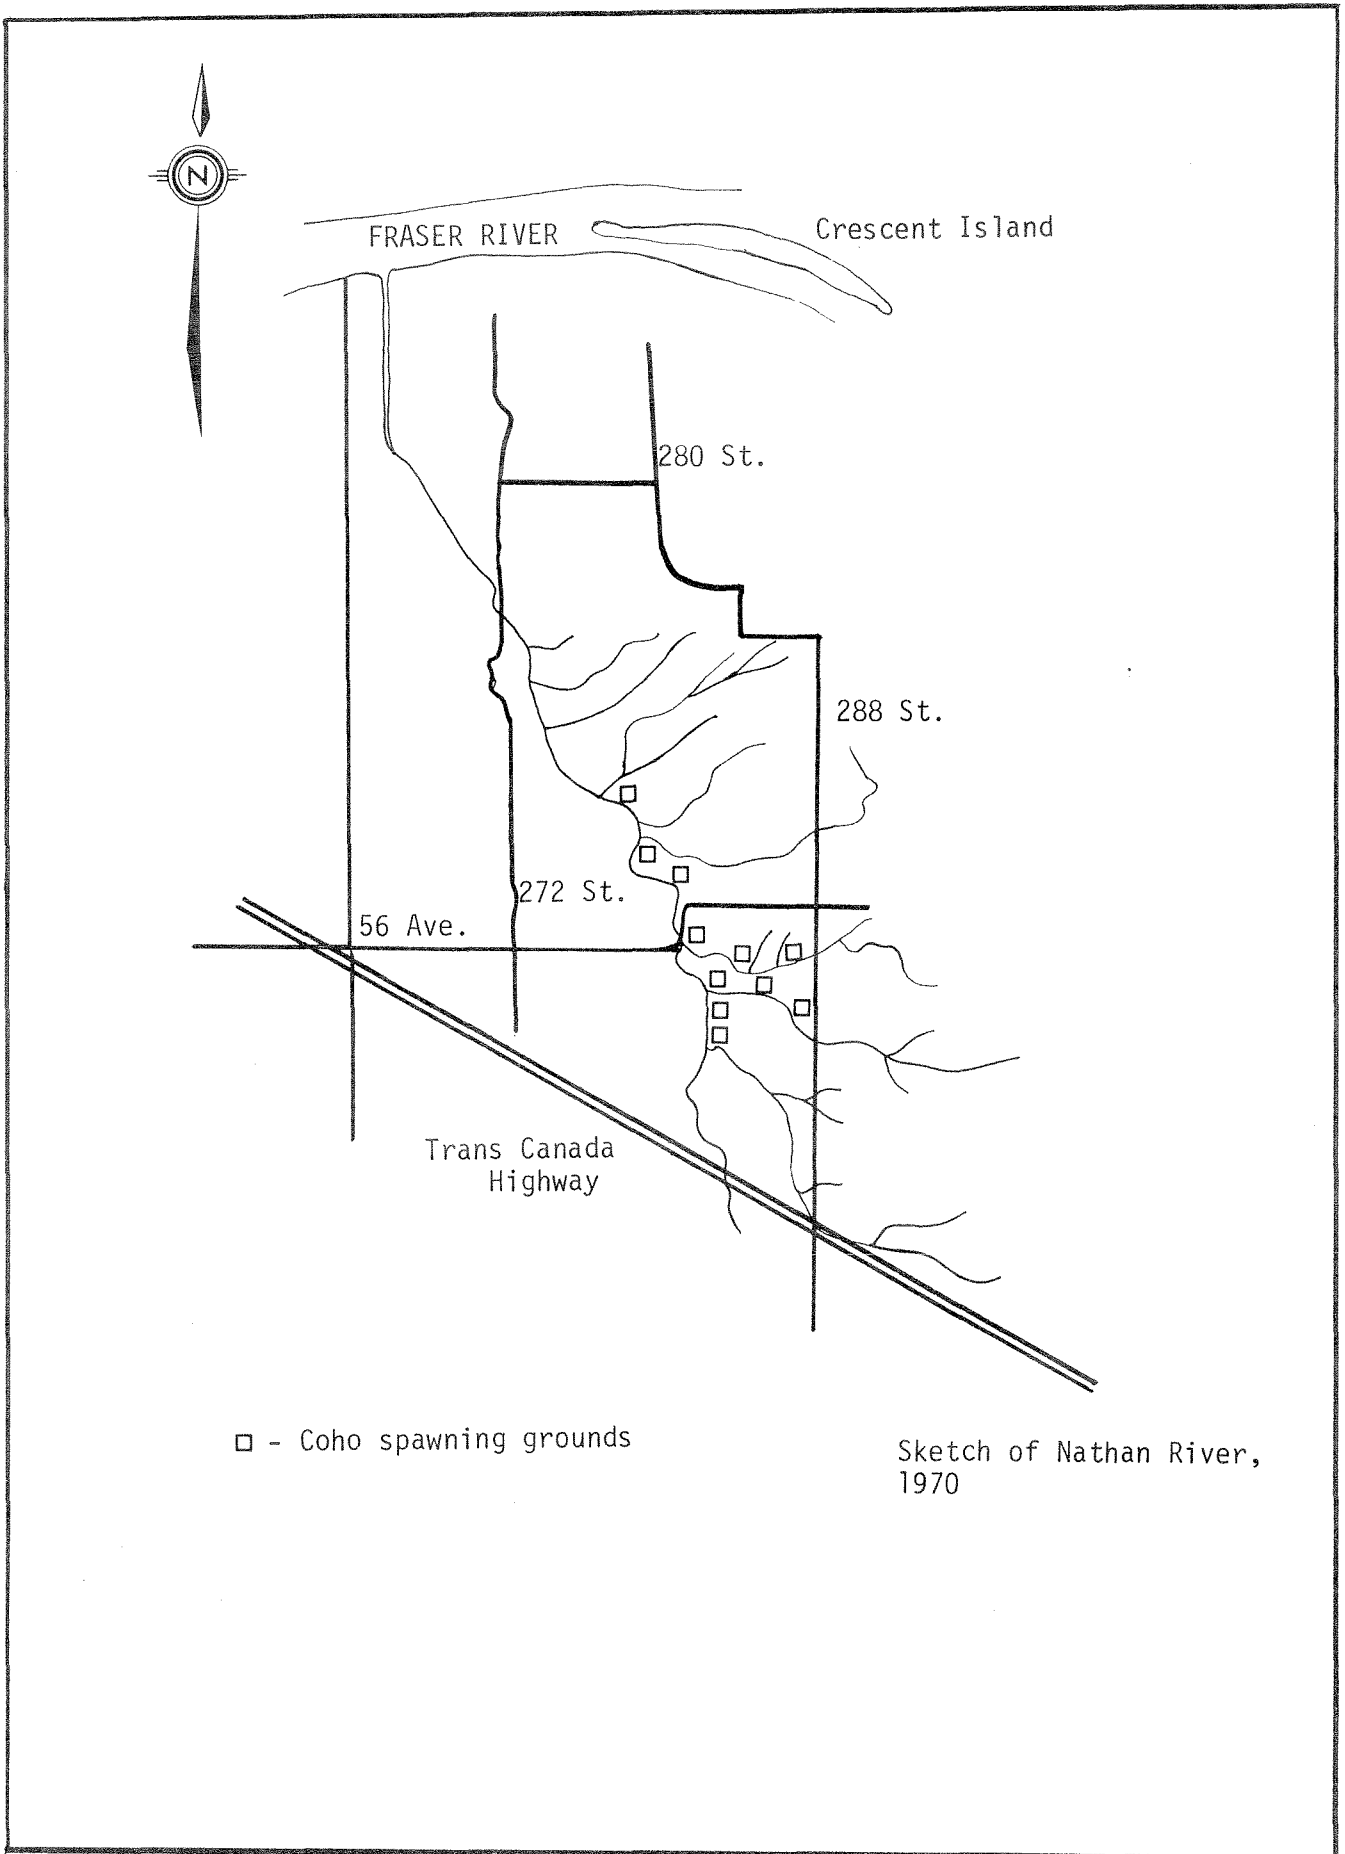 N
FRASER RIVER
Crescent Island
280 St.
288 St.
272 St.
56 Ave.
Trans Canada
Highway
□ - Coho spawning grounds
Sketch of Nathan River,
1970